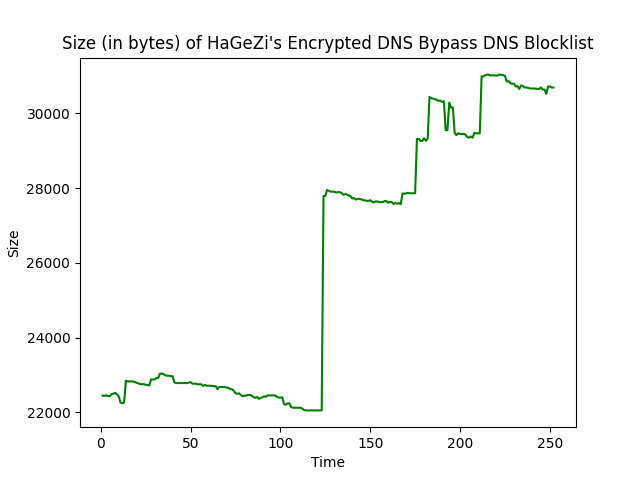 Size (in bytes) of HaGeZi's Encrypted DNS Bypass DNS Blocklist
30000
28000
26000
24000
22000
Size
0 50 100 150 200 250
Time